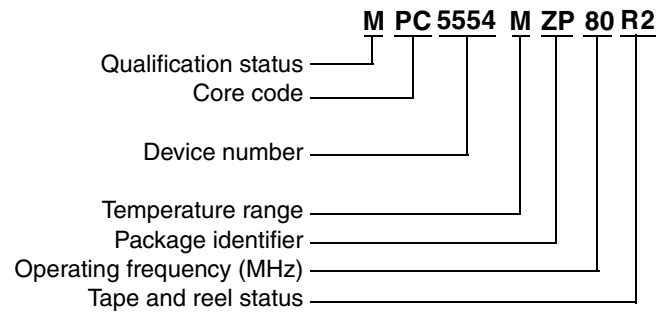 M PC 5554 M ZP 80 R2
Qualification status
Core code
Device number
Temperature range
Package identifier
Operating frequency (MHz)
Tape and reel status